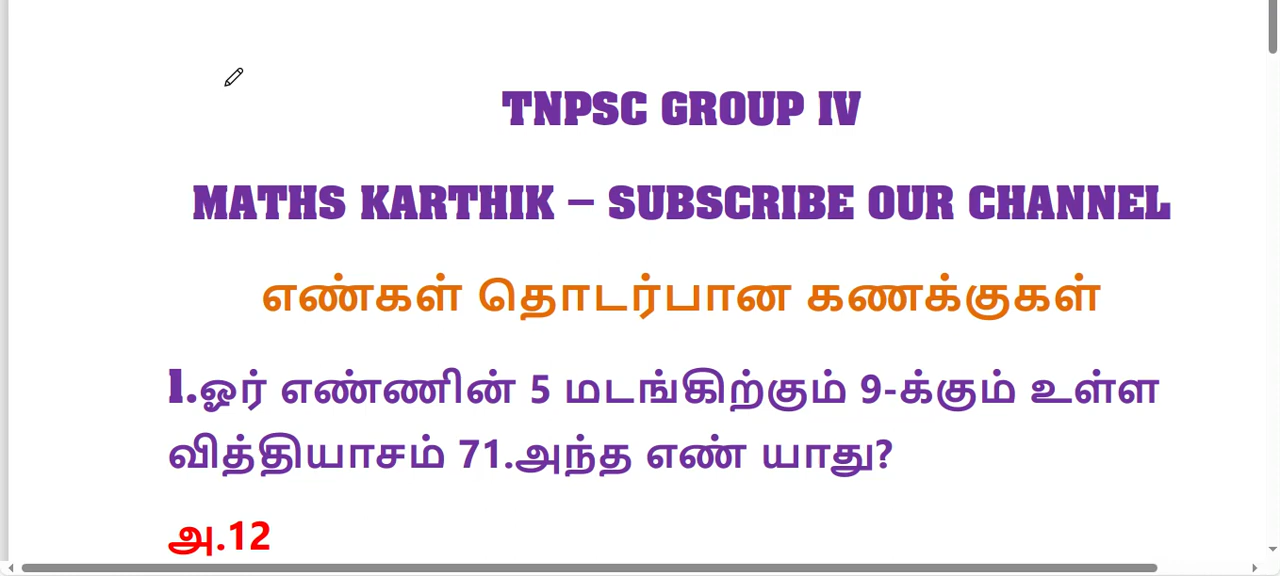 TNPSC GROUP IV
MATHS KARTHIK – SUBSCRIBE OUR CHANNEL
எண்கள் தொடர்பான கணக்குகள்
1.ஓர் எண்ணின் 5 மடங்கிற்கும் 9-க்கும் உள்ள
வித்தியாசம் 71.அந்த எண் யாது?
அ.12